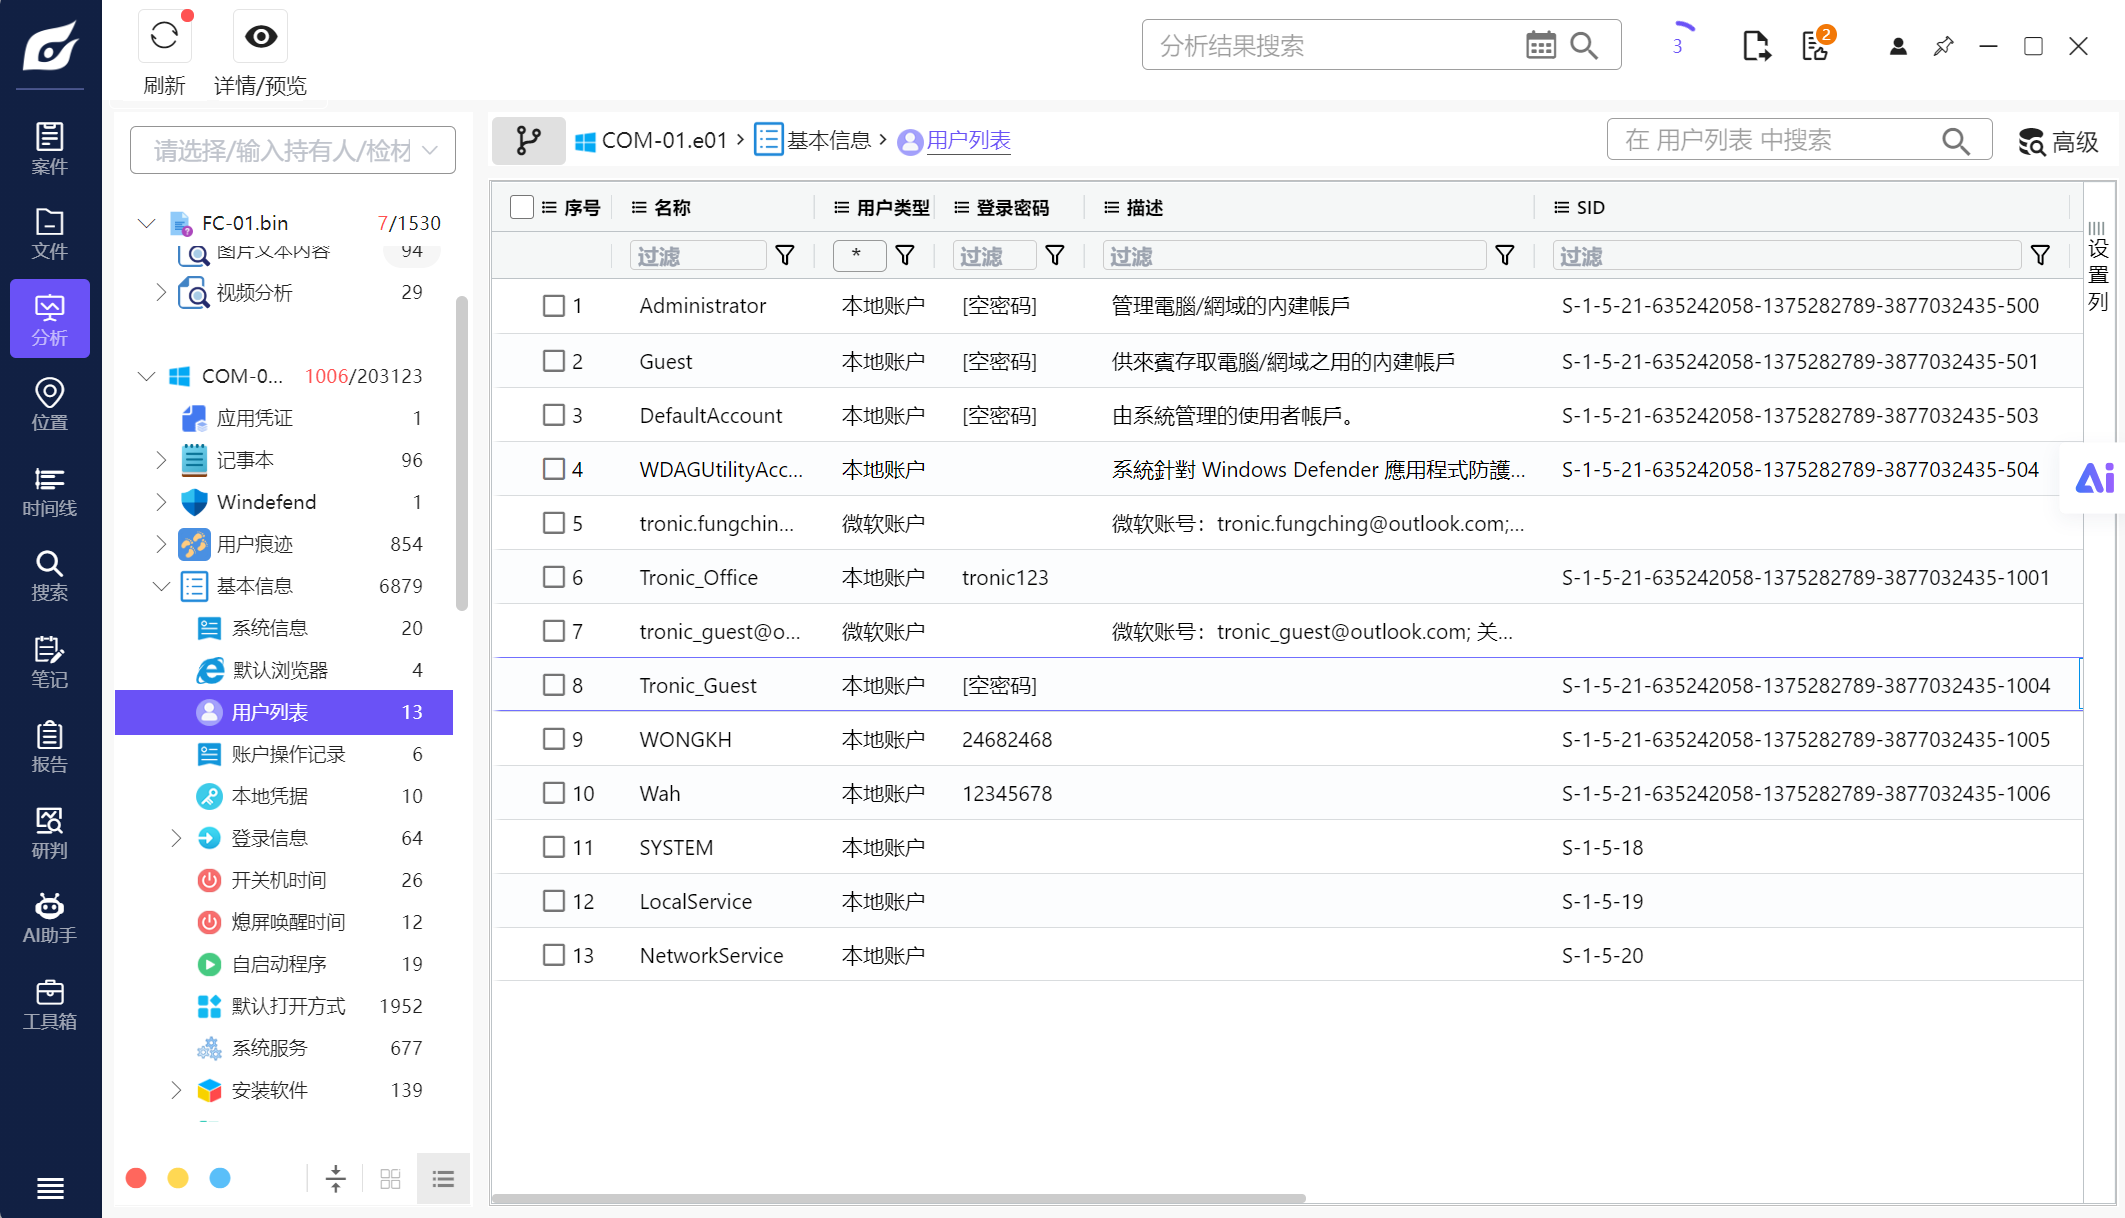 刷新
详情/预览
分析结果搜索
3
2
案件
文件
分析
位置
时间线
搜索
笔记
报告
研判
AI助手
工具箱
请选择/输入持有人/检材
FC-01.bin 7/1530
图片文本内容 94
视频分析 29
COM-0... 1006/203123
应用凭证 1
记事本 96
Windefend 1
用户痕迹 854
基本信息 6879
系统信息 20
默认浏览器 4
用户列表 13
账户操作记录 6
本地凭据 10
登录信息 64
开关机时间 26
熄屏唤醒时间 12
自启动程序 19
默认打开方式 1952
系统服务 677
安装软件 139
COM-01.e01 > 基本信息 > 用户列表
在 用户列表 中搜索
高级
序号 名称 用户类型 登录密码 描述 SID
过滤 * 过滤 过滤 过滤
1 Administrator 本地账户 [空密码] 管理電腦/網域的內建帳戶 S-1-5-21-635242058-1375282789-3877032435-500
2 Guest 本地账户 [空密码] 供來賓存取電腦/網域之用的內建帳戶 S-1-5-21-635242058-1375282789-3877032435-501
3 DefaultAccount 本地账户 [空密码] 由系統管理的使用者帳戶。 S-1-5-21-635242058-1375282789-3877032435-503
4 WDAGUtilityAcc... 本地账户 系統針對 Windows Defender 應用程式防護... S-1-5-21-635242058-1375282789-3877032435-504
5 tronic.fungchin... 微软账户 微软账号：tronic.fungching@outlook.com;...
6 Tronic_Office 本地账户 tronic123 S-1-5-21-635242058-1375282789-3877032435-1001
7 tronic_guest@o... 微软账户 微软账号：tronic_guest@outlook.com; 关...
8 Tronic_Guest 本地账户 [空密码] S-1-5-21-635242058-1375282789-3877032435-1004
9 WONGKH 本地账户 24682468 S-1-5-21-635242058-1375282789-3877032435-1005
10 Wah 本地账户 12345678 S-1-5-21-635242058-1375282789-3877032435-1006
11 SYSTEM 本地账户 S-1-5-18
12 LocalService 本地账户 S-1-5-19
13 NetworkService 本地账户 S-1-5-20
设置列
Ai